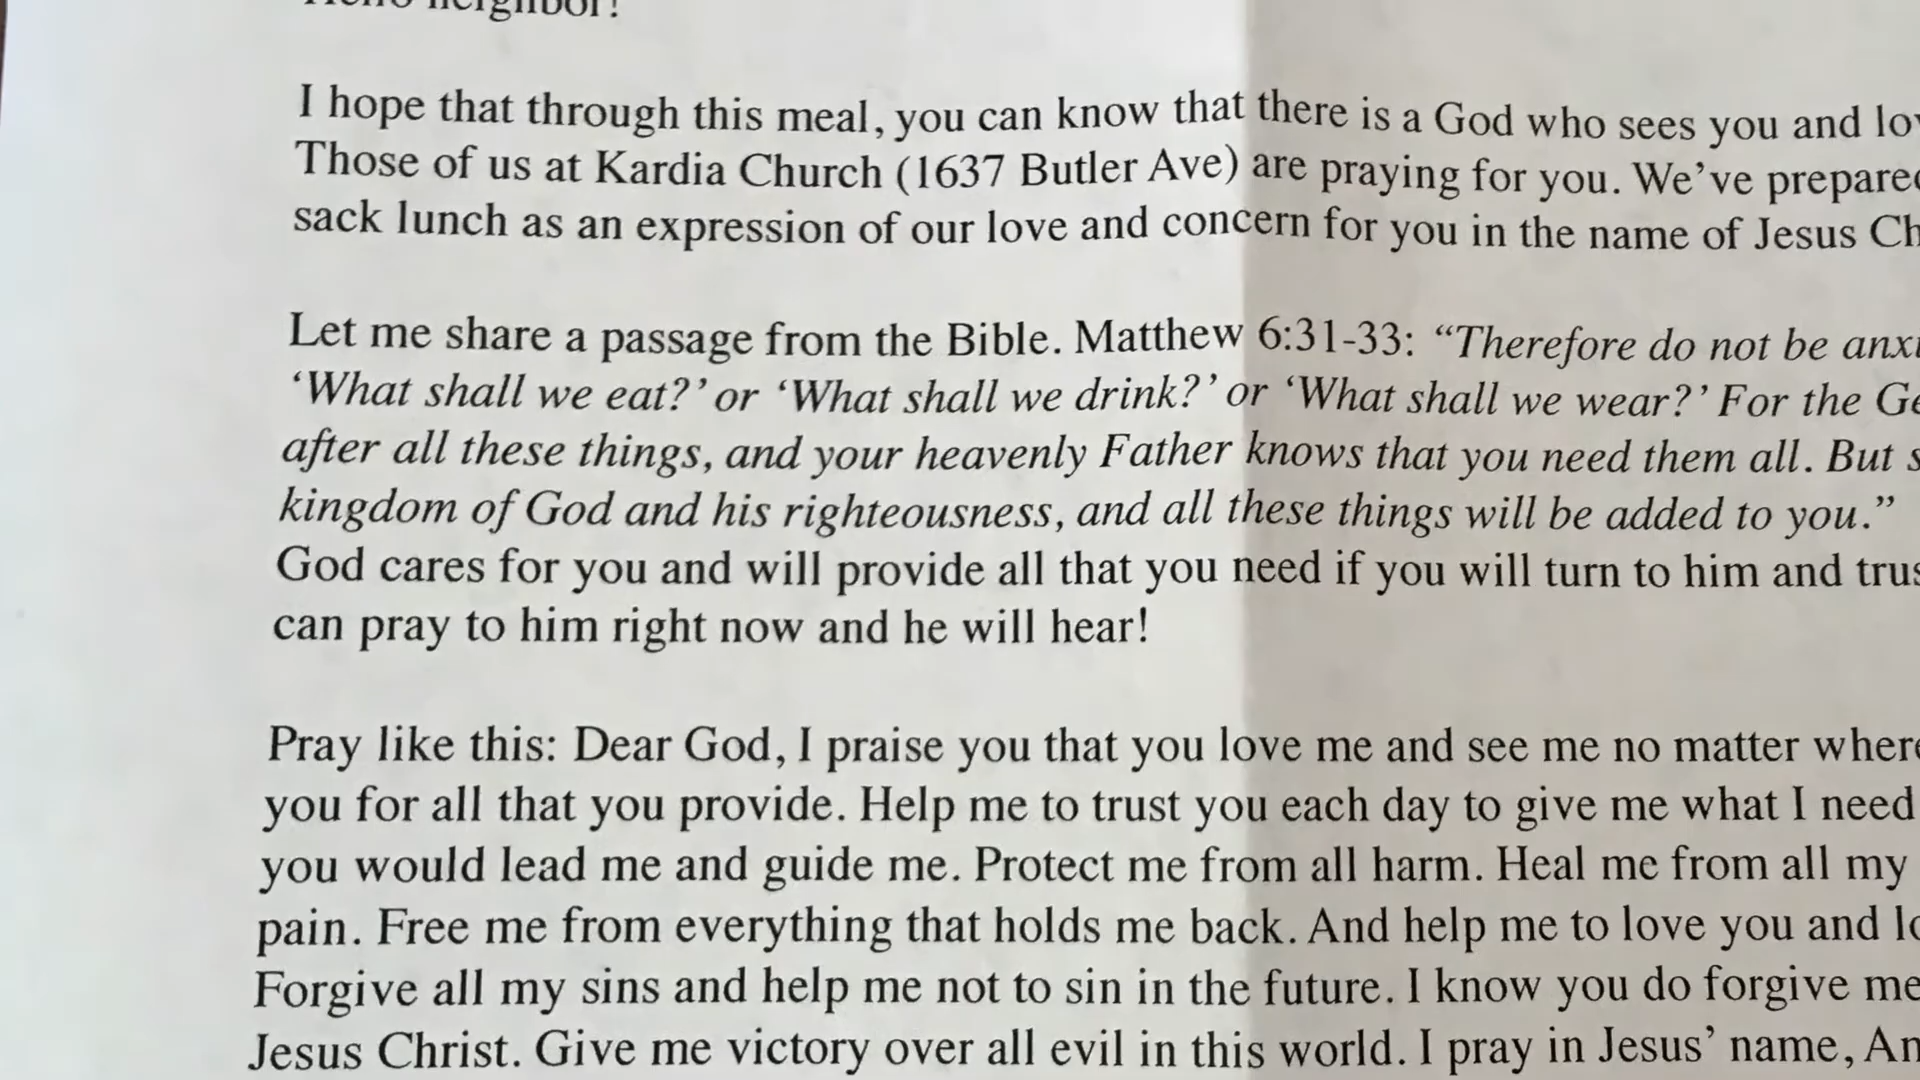 neighbor!
I hope that through this meal, you can know that there is a God who sees you and
Those of us at Kardia Church (1637 Butler Ave) are praying for you. We've
sack lunch as an expression of our love and concern for you in the name of Jesus
Let me share a passage from the Bible. Matthew 6:31-33: “Therefore do not be
‘What shall we eat?’ or ‘What shall we drink?’ or ‘What shall we wear?’ For the
after all these things, and your heavenly Father knows that you need them all. But
kingdom of God and his righteousness, and all these things will be added to you.”
God cares for you and will provide all that you need if you will turn to him and
can pray to him right now and he will hear!
Pray like this: Dear God, I praise you that you love me and see me no matter
you for all that you provide. Help me to trust you each day to give me what I need
you would lead me and guide me. Protect me from all harm. Heal me from all my
pain. Free me from everything that holds me back. And help me to love you and
Forgive all my sins and help me not to sin in the future. I know you do forgive me
Jesus Christ. Give me victory over all evil in this world. I pray in Jesus’ name,